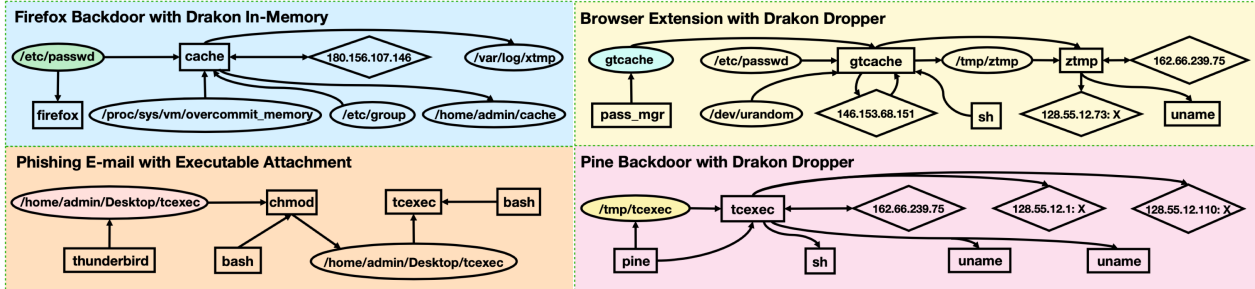 Firefox Backdoor with Drakon In-Memory
/etc/passwd
cache
180.156.107.146
/var/log/xtmp
firefox
/proc/sys/vm/overcommit_memory
/etc/group
/home/admin/cache
Browser Extension with Drakon Dropper
gtcache
/etc/passwd
gtcache
/tmp/ztmp
ztmp
162.66.239.75
pass_mgr
/dev/urandom
146.153.68.151
sh
128.55.12.73: X
uname
Phishing E-mail with Executable Attachment
/home/admin/Desktop/tcexec
chmod
tcexec
bash
thunderbird
bash
/home/admin/Desktop/tcexec
Pine Backdoor with Drakon Dropper
/tmp/tcexec
tcexec
162.66.239.75
128.55.12.1: X
128.55.12.110: X
pine
sh
uname
uname